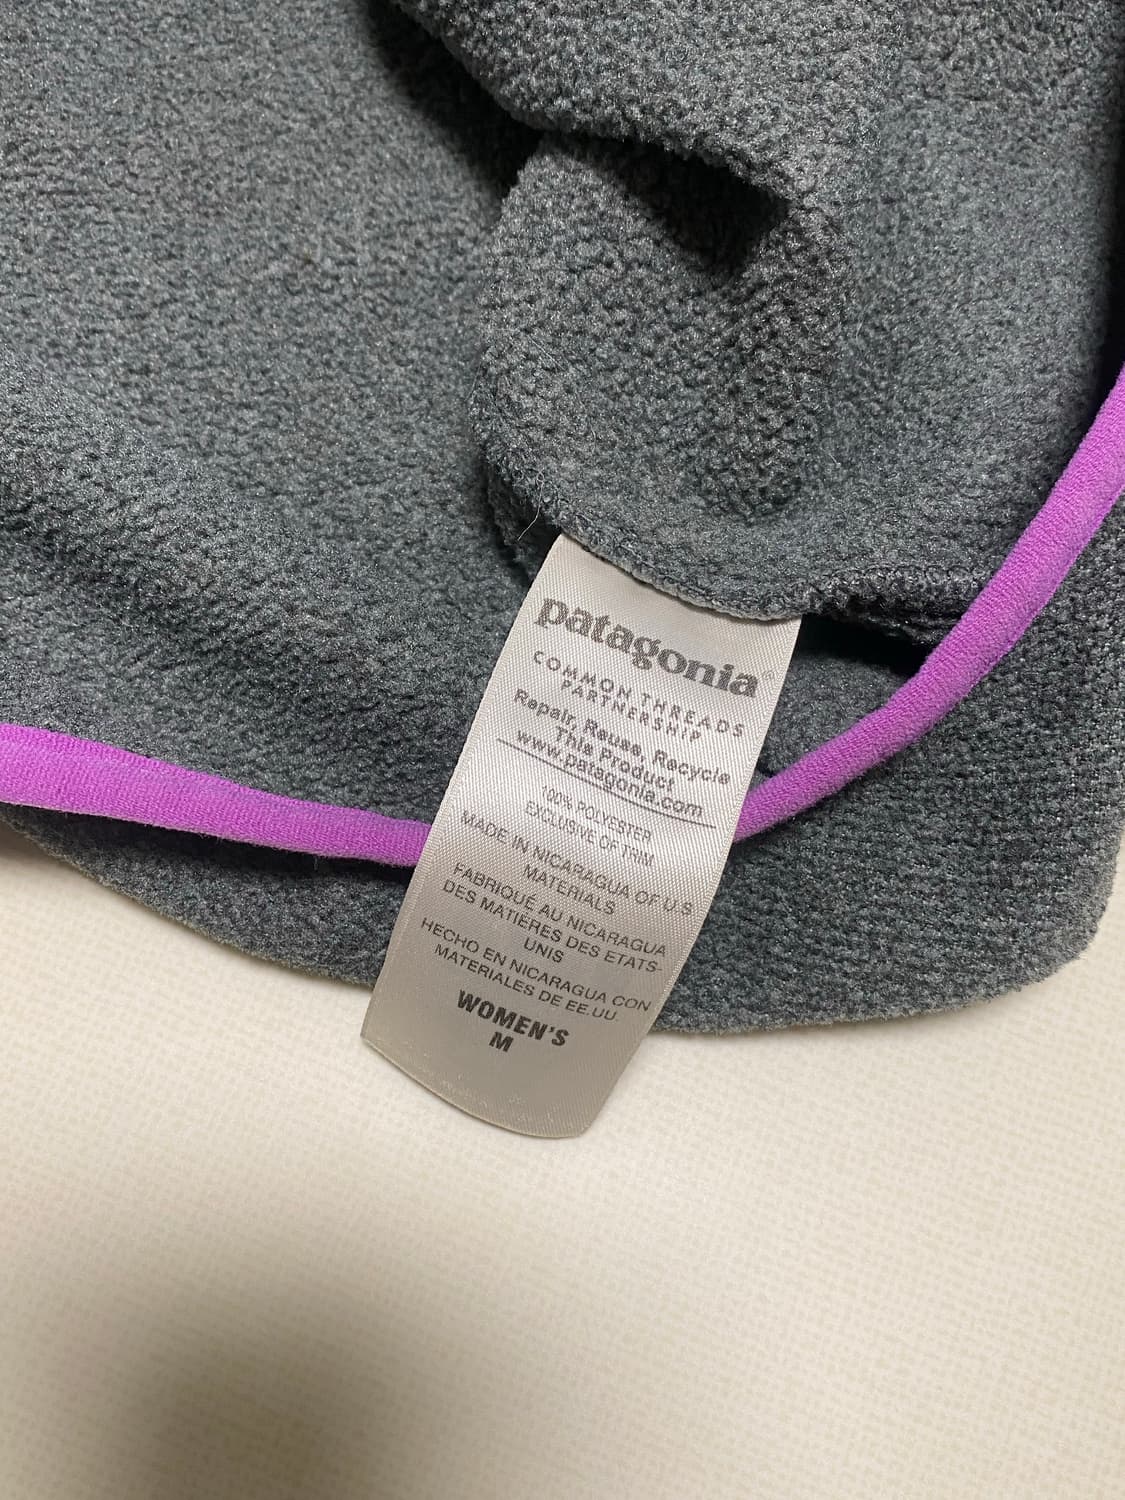 patagonia®
COMMON THREADS
PARTNERSHIP
Repair, Reuse, Recycle
This Product
www.patagonia.com
100% POLYESTER
EXCLUSIVE OF TRIM
MADE IN NICARAGUA OF U.S.
MATERIALS
FABRIQUÉ AU NICARAGUA
DES MATIÈRES DES ETATS-
UNIS
HECHO EN NICARAGUA CON
MATERIALES DE EE.UU.
WOMEN'S
M